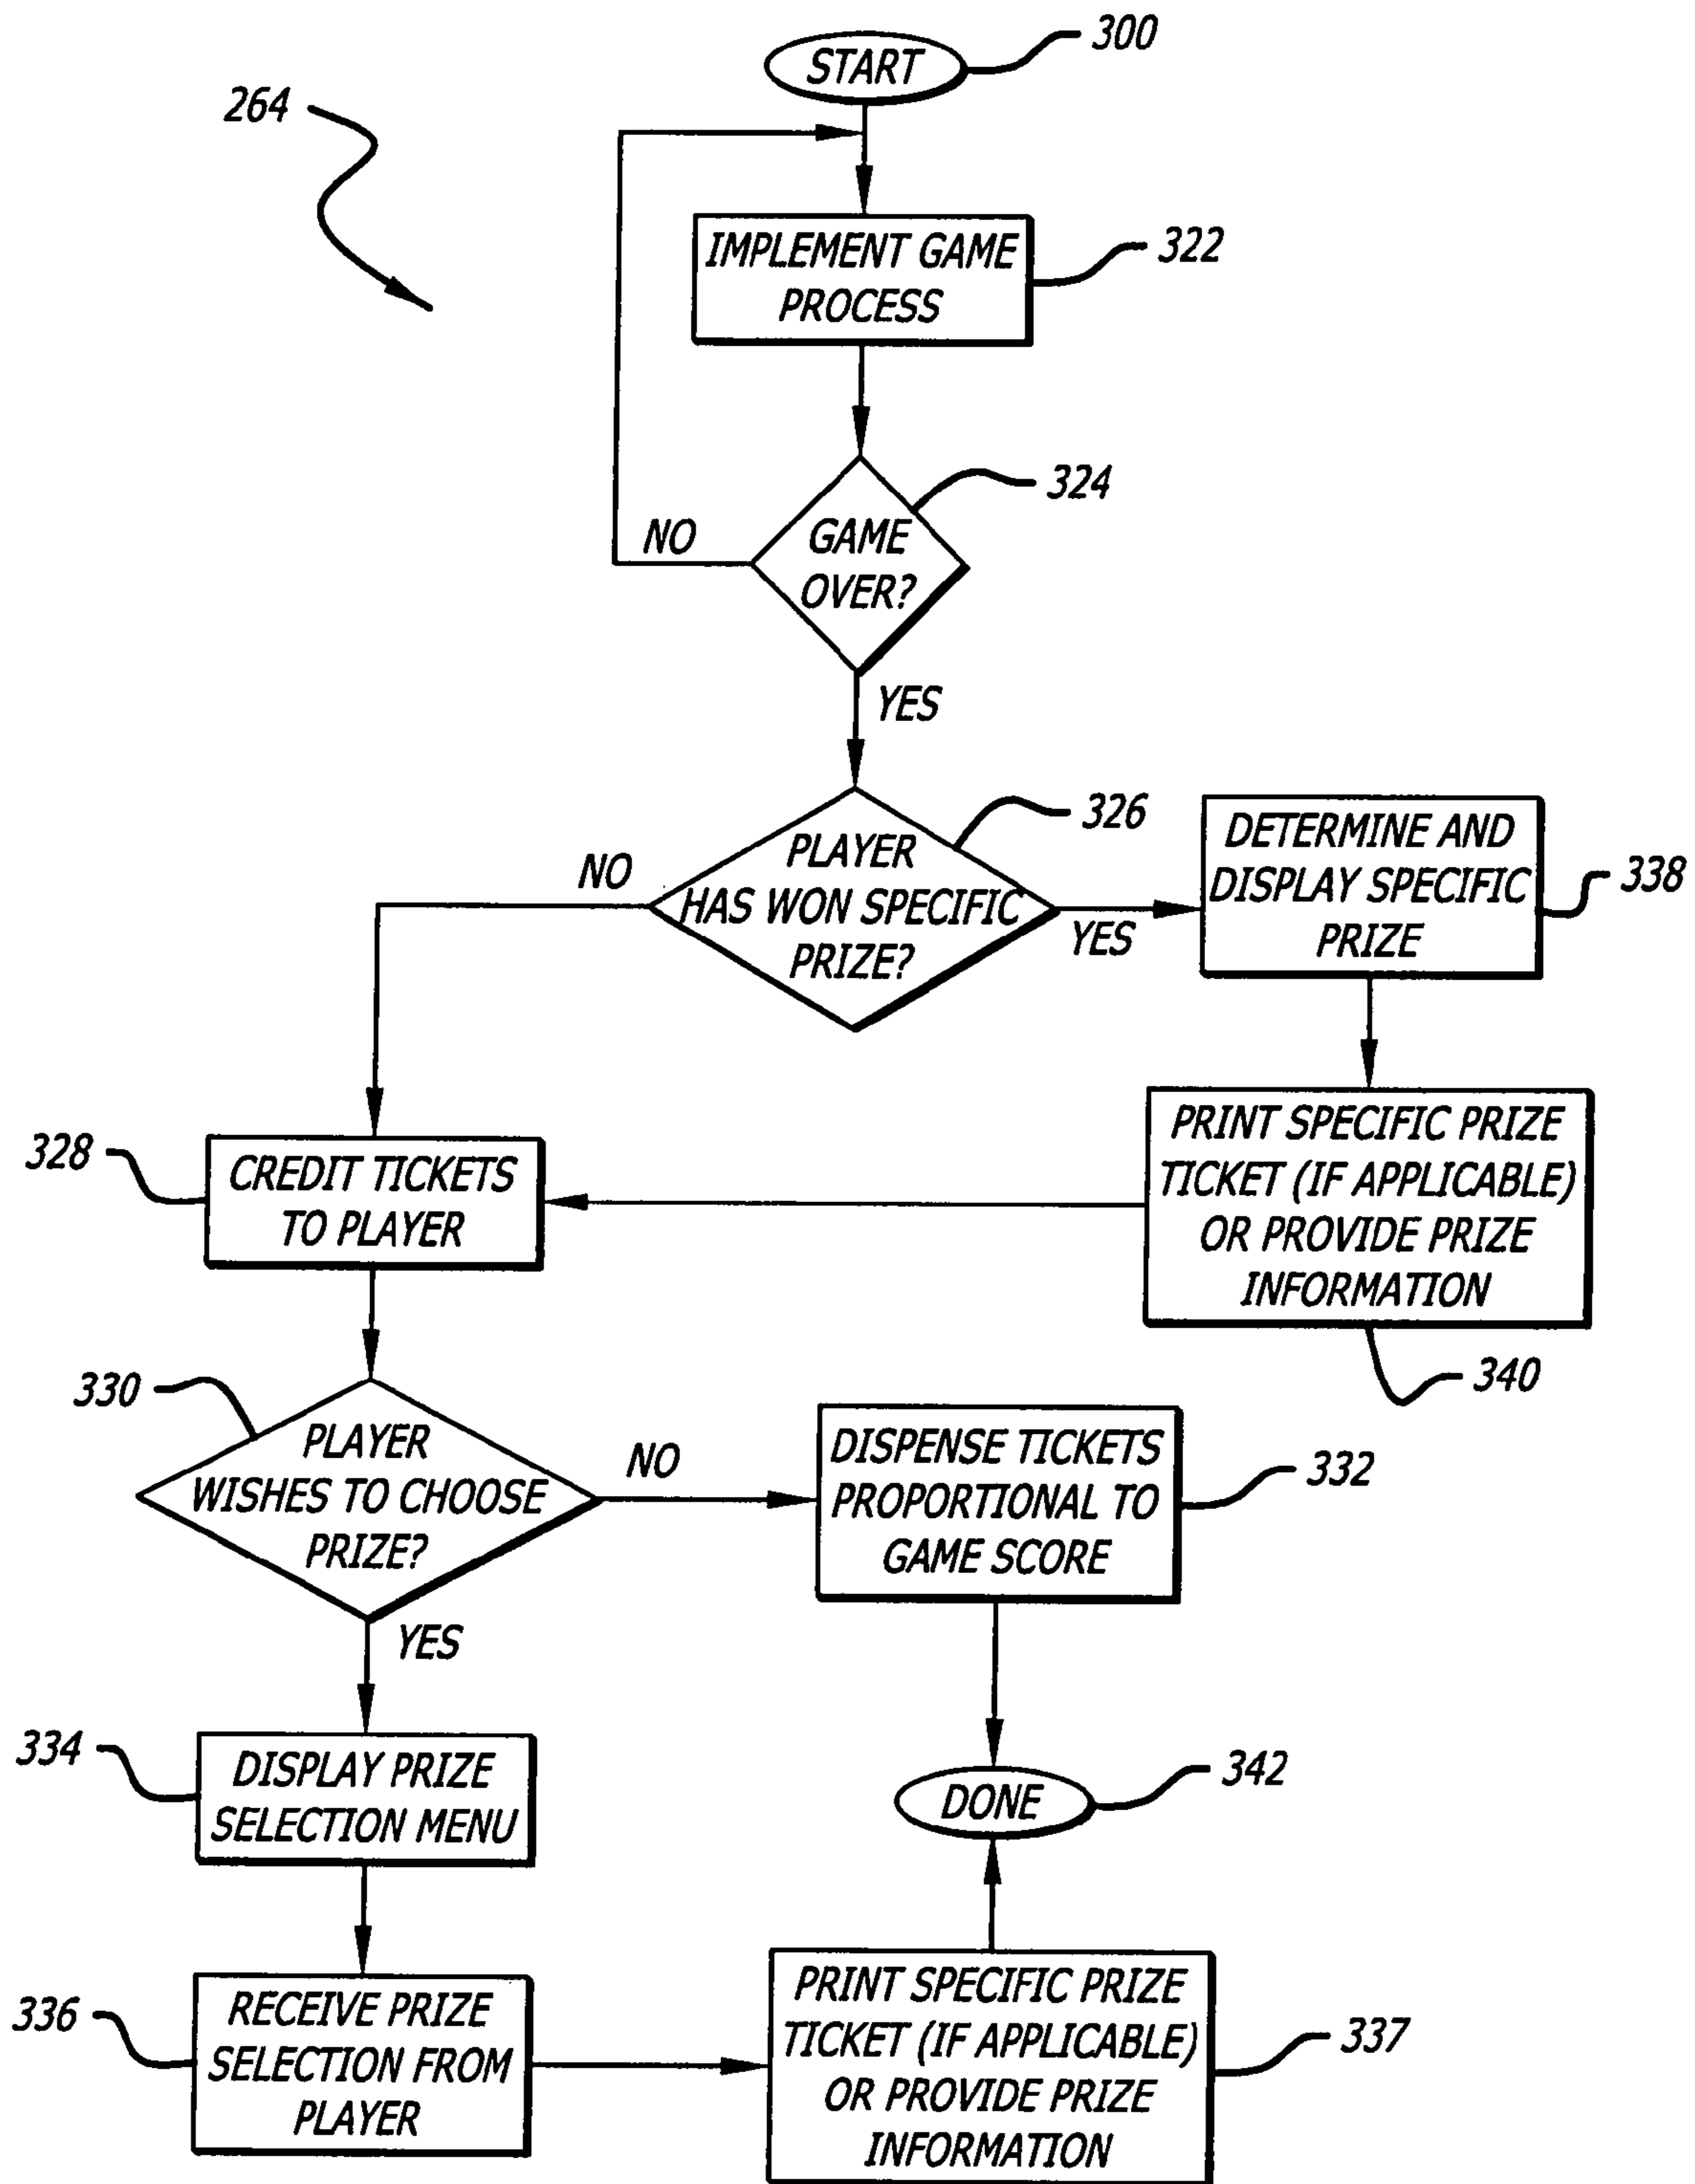 START
300
264
IMPLEMENT GAME
PROCESS
322
GAME
OVER?
324
NO
YES
PLAYER
HAS WON SPECIFIC
PRIZE?
326
NO
YES
DETERMINE AND
DISPLAY SPECIFIC
PRIZE
338
PRINT SPECIFIC PRIZE
TICKET (IF APPLICABLE)
OR PROVIDE PRIZE
INFORMATION
340
328
CREDIT TICKETS
TO PLAYER
330
PLAYER
WISHES TO CHOOSE
PRIZE?
NO
YES
DISPENSE TICKETS
PROPORTIONAL TO
GAME SCORE
332
334
DISPLAY PRIZE
SELECTION MENU
DONE
342
336
RECEIVE PRIZE
SELECTION FROM
PLAYER
PRINT SPECIFIC PRIZE
TICKET (IF APPLICABLE)
OR PROVIDE PRIZE
INFORMATION
337